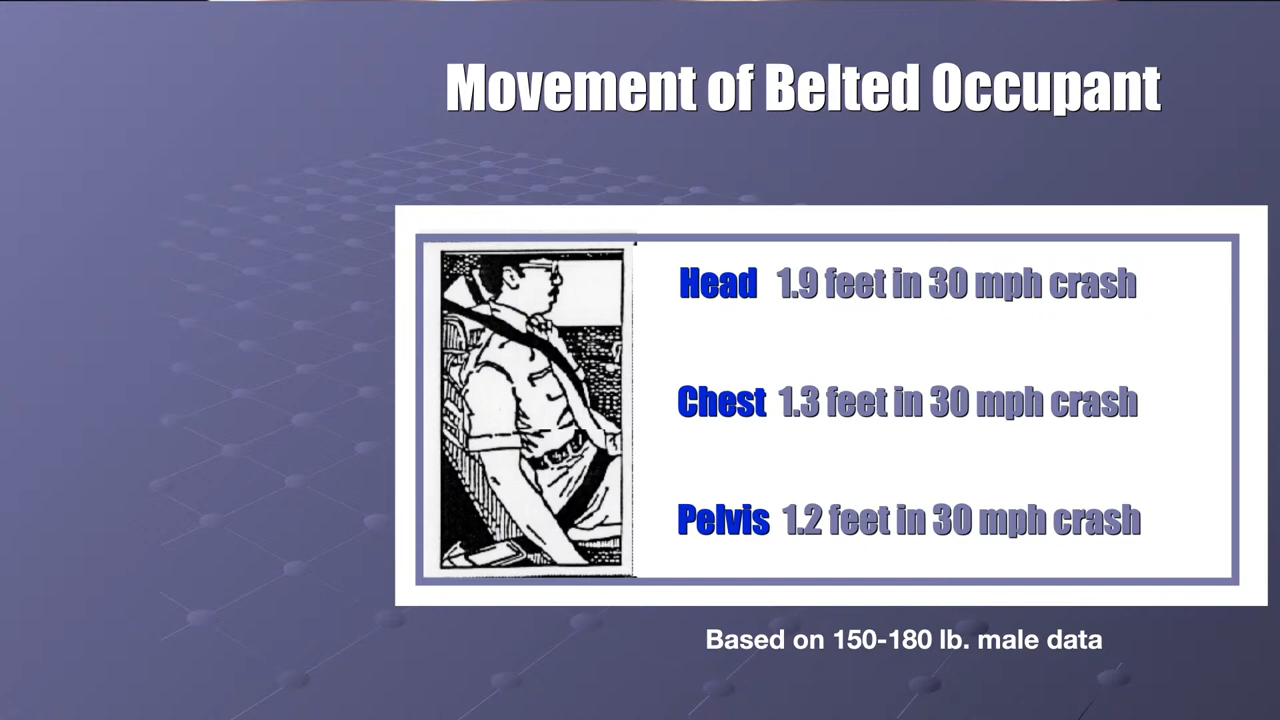 Movement of Belted Occupant
Head 1.9 feet in 30 mph crash
Chest 1.3 feet in 30 mph crash
Pelvis 1.2 feet in 30 mph crash
Based on 150-180 lb. male data